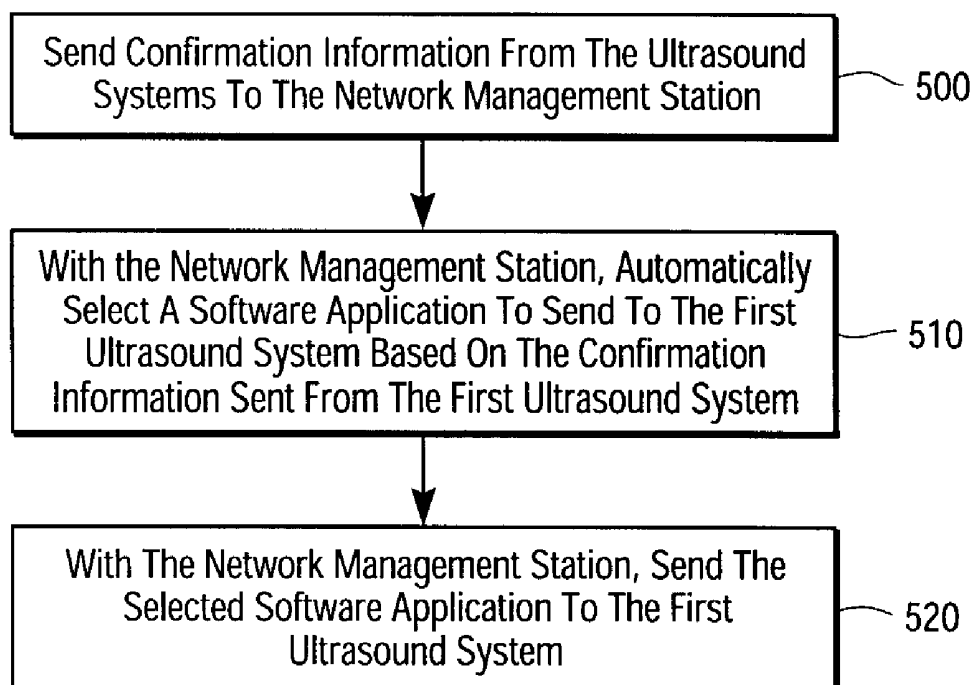 Send Confirmation Information From The Ultrasound
Systems To The Network Management Station
500
With the Network Management Station, Automatically
Select A Software Application To Send To The First
Ultrasound System Based On The Confirmation
Information Sent From The First Ultrasound System
510
With The Network Management Station, Send The
Selected Software Application To The First
Ultrasound System
520